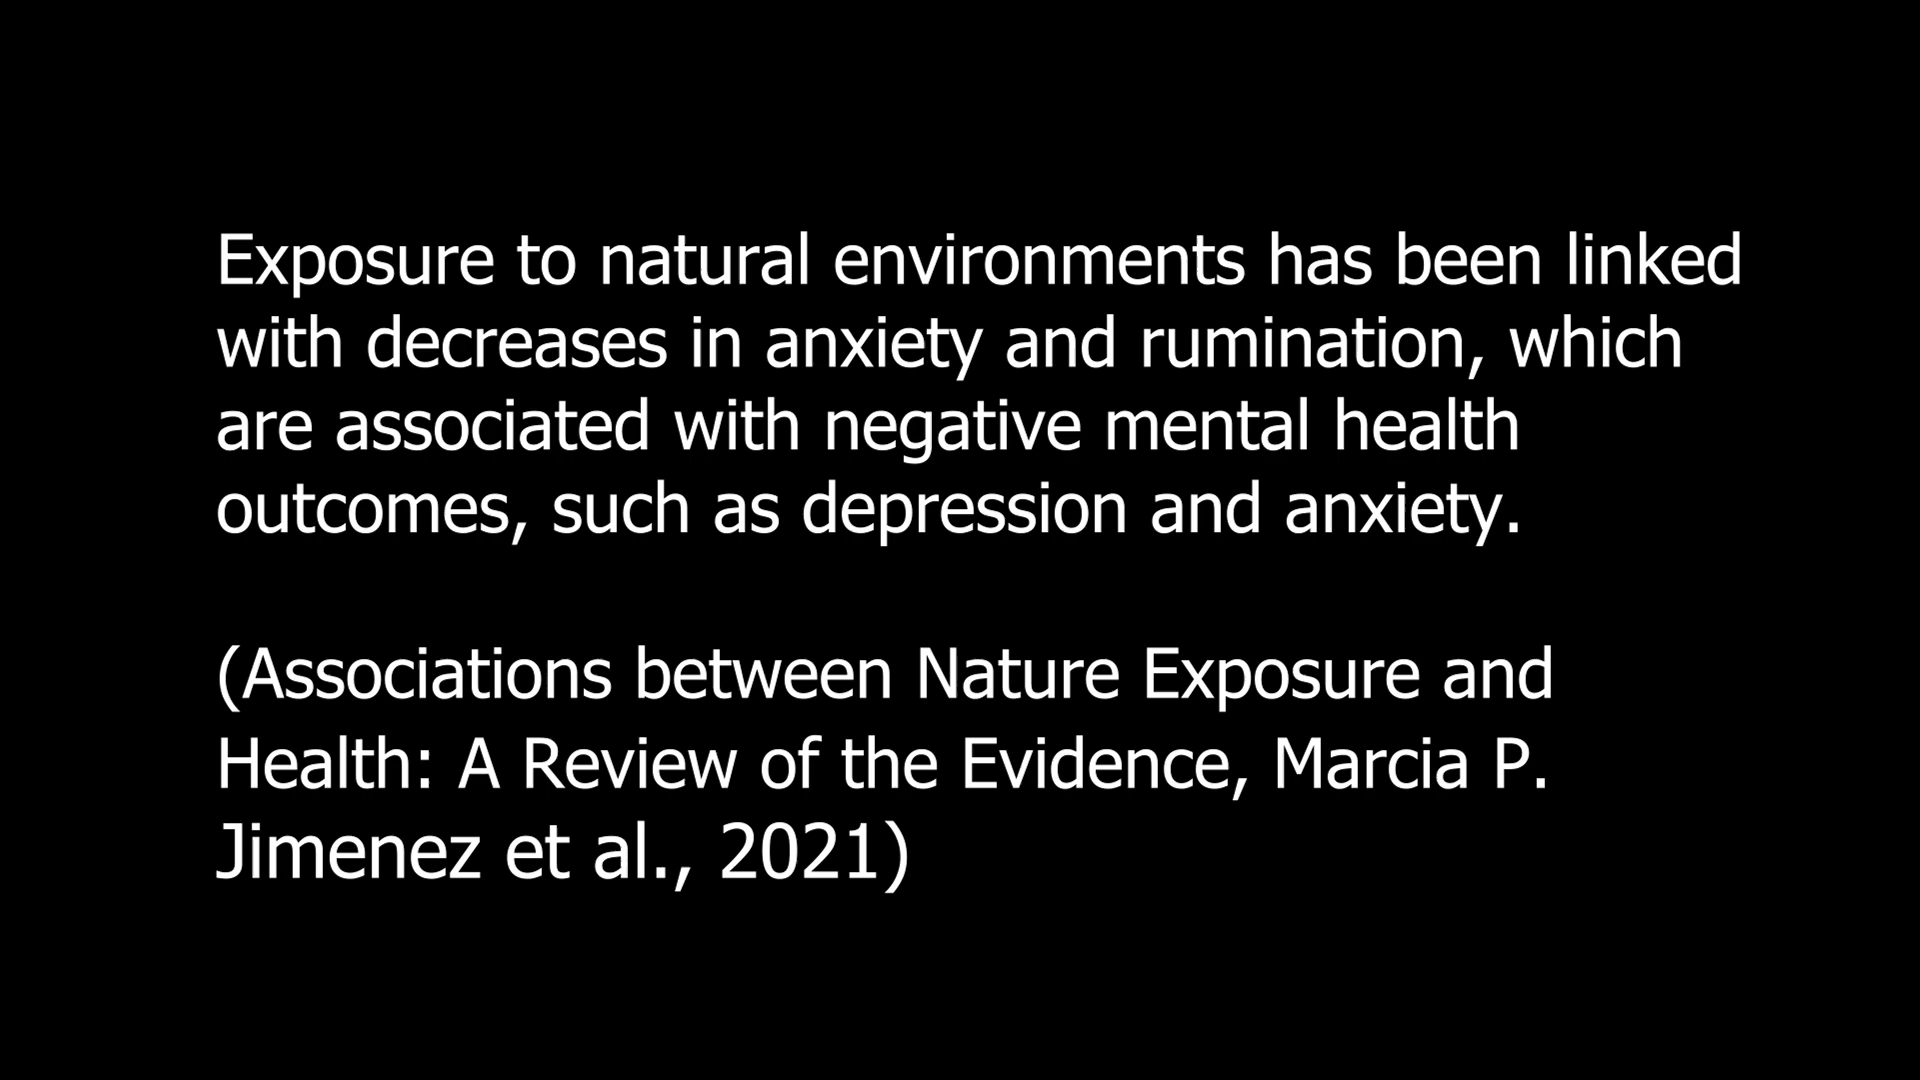 Exposure to natural environments has been linked
with decreases in anxiety and rumination, which
are associated with negative mental health
outcomes, such as depression and anxiety.
(Associations between Nature Exposure and
Health: A Review of the Evidence, Marcia P.
Jimenez et al., 2021)